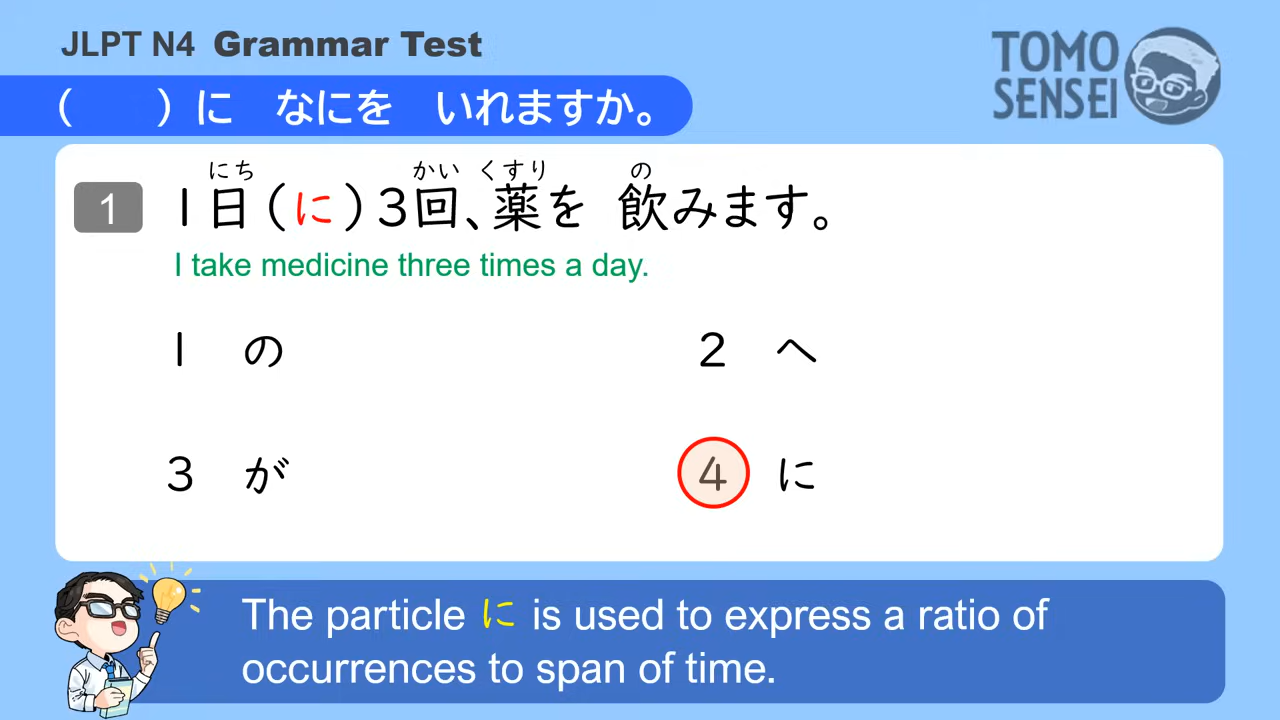 JLPT N4 Grammar Test
TOMO
SENSEI
(　　) に　なにを　いれますか。
にち　かい　くすり　の
1
1日(に)3回、薬を　飲みます。
I take medicine three times a day.
1　の
2　へ
3　が
4　に
The particle に is used to express a ratio of
occurrences to span of time.